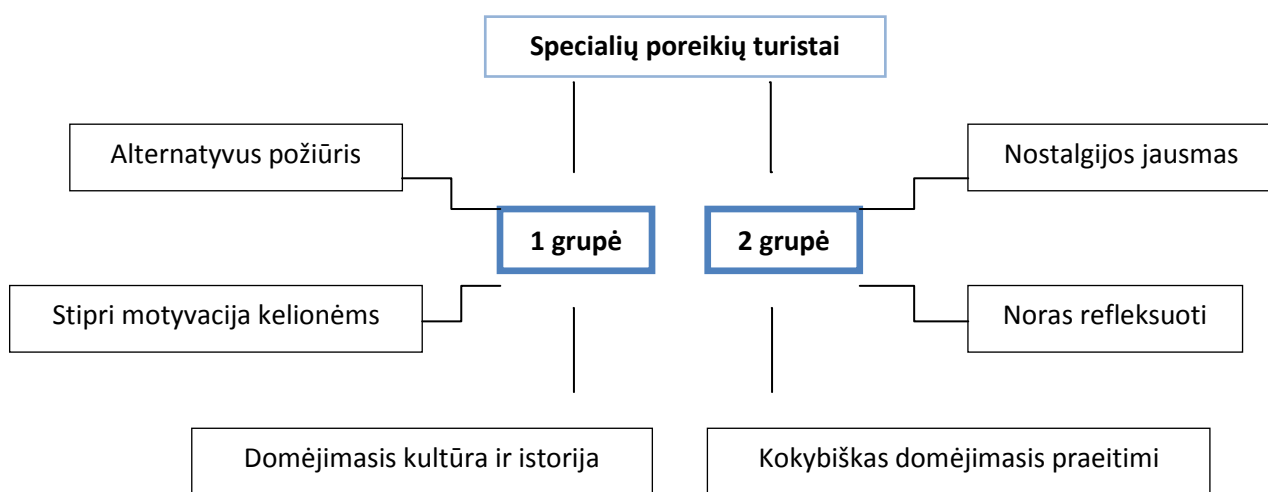 Specialių poreikių turistai
Alternatyvus požiūris
Nostalgijos jausmas
1 grupė
2 grupė
Stipri motyvacija kelionėms
Noras refleksuoti
Domėjimasis kultūra ir istorija
Kokybiškas domėjimasis praeitimi